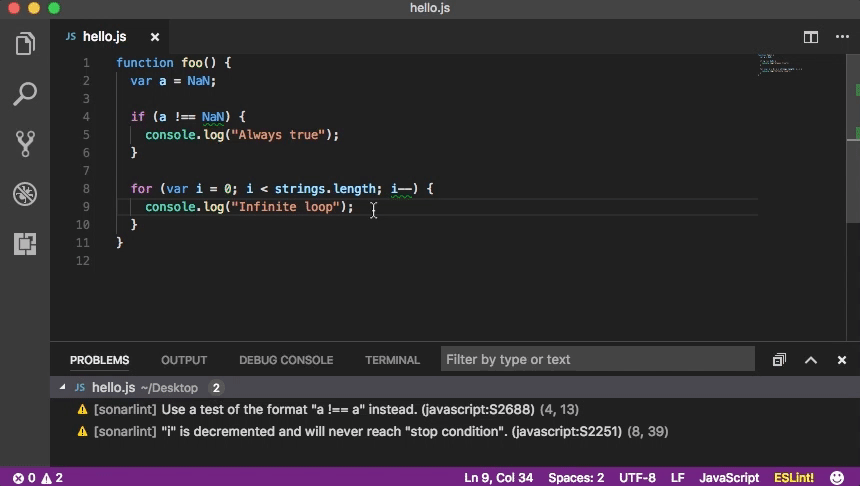 hello.js
JS hello.js ×
1 function foo() {
2 var a = NaN;
3
4 if (a !== NaN) {
5 console.log("Always true");
6 }
7
8 for (var i = 0; i < strings.length; i--) {
9 console.log("Infinite loop");
10 }
11 }
12
PROBLEMS OUTPUT DEBUG CONSOLE TERMINAL Filter by type or text
JS hello.js ~/Desktop 2
[sonarlint] Use a test of the format "a !== a" instead. (javascript:S2688) (4, 13)
[sonarlint] "i" is decremented and will never reach "stop condition". (javascript:S2251) (8, 39)
0 2 Ln 9, Col 34 Spaces: 2 UTF-8 LF JavaScript ESLint!